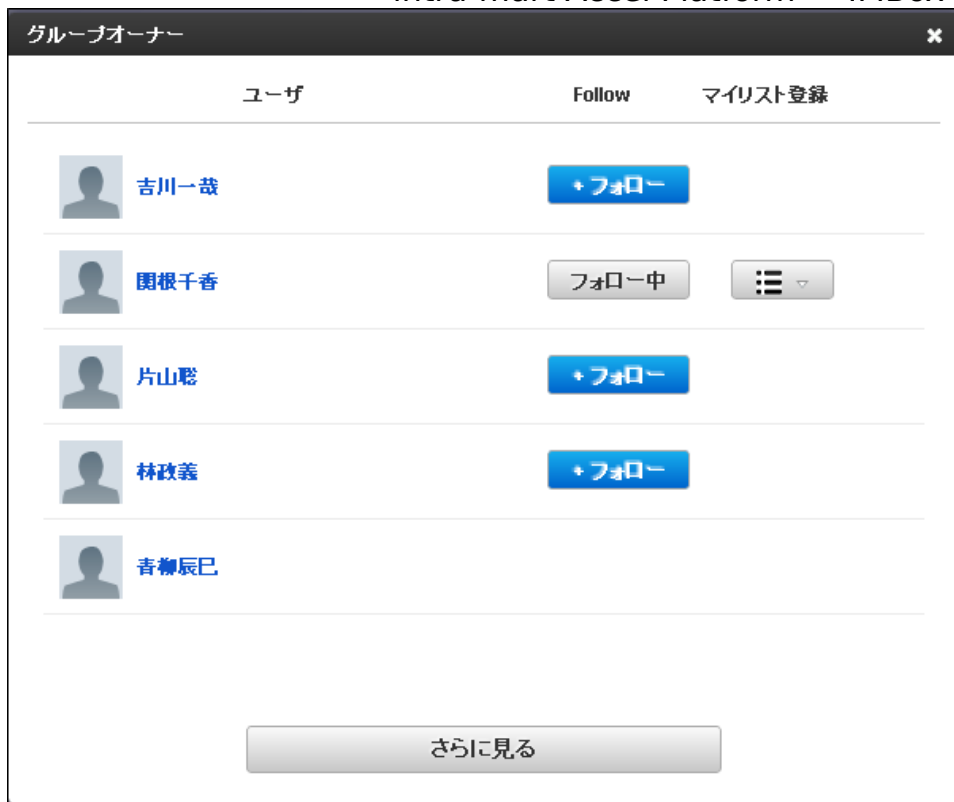 グループオーナー
ユーザ Follow マイリスト登録
吉川一哉 +フォロー
関根千香 フォロー中
片山聡 +フォロー
林政義 +フォロー
青柳辰巳
さらに見る